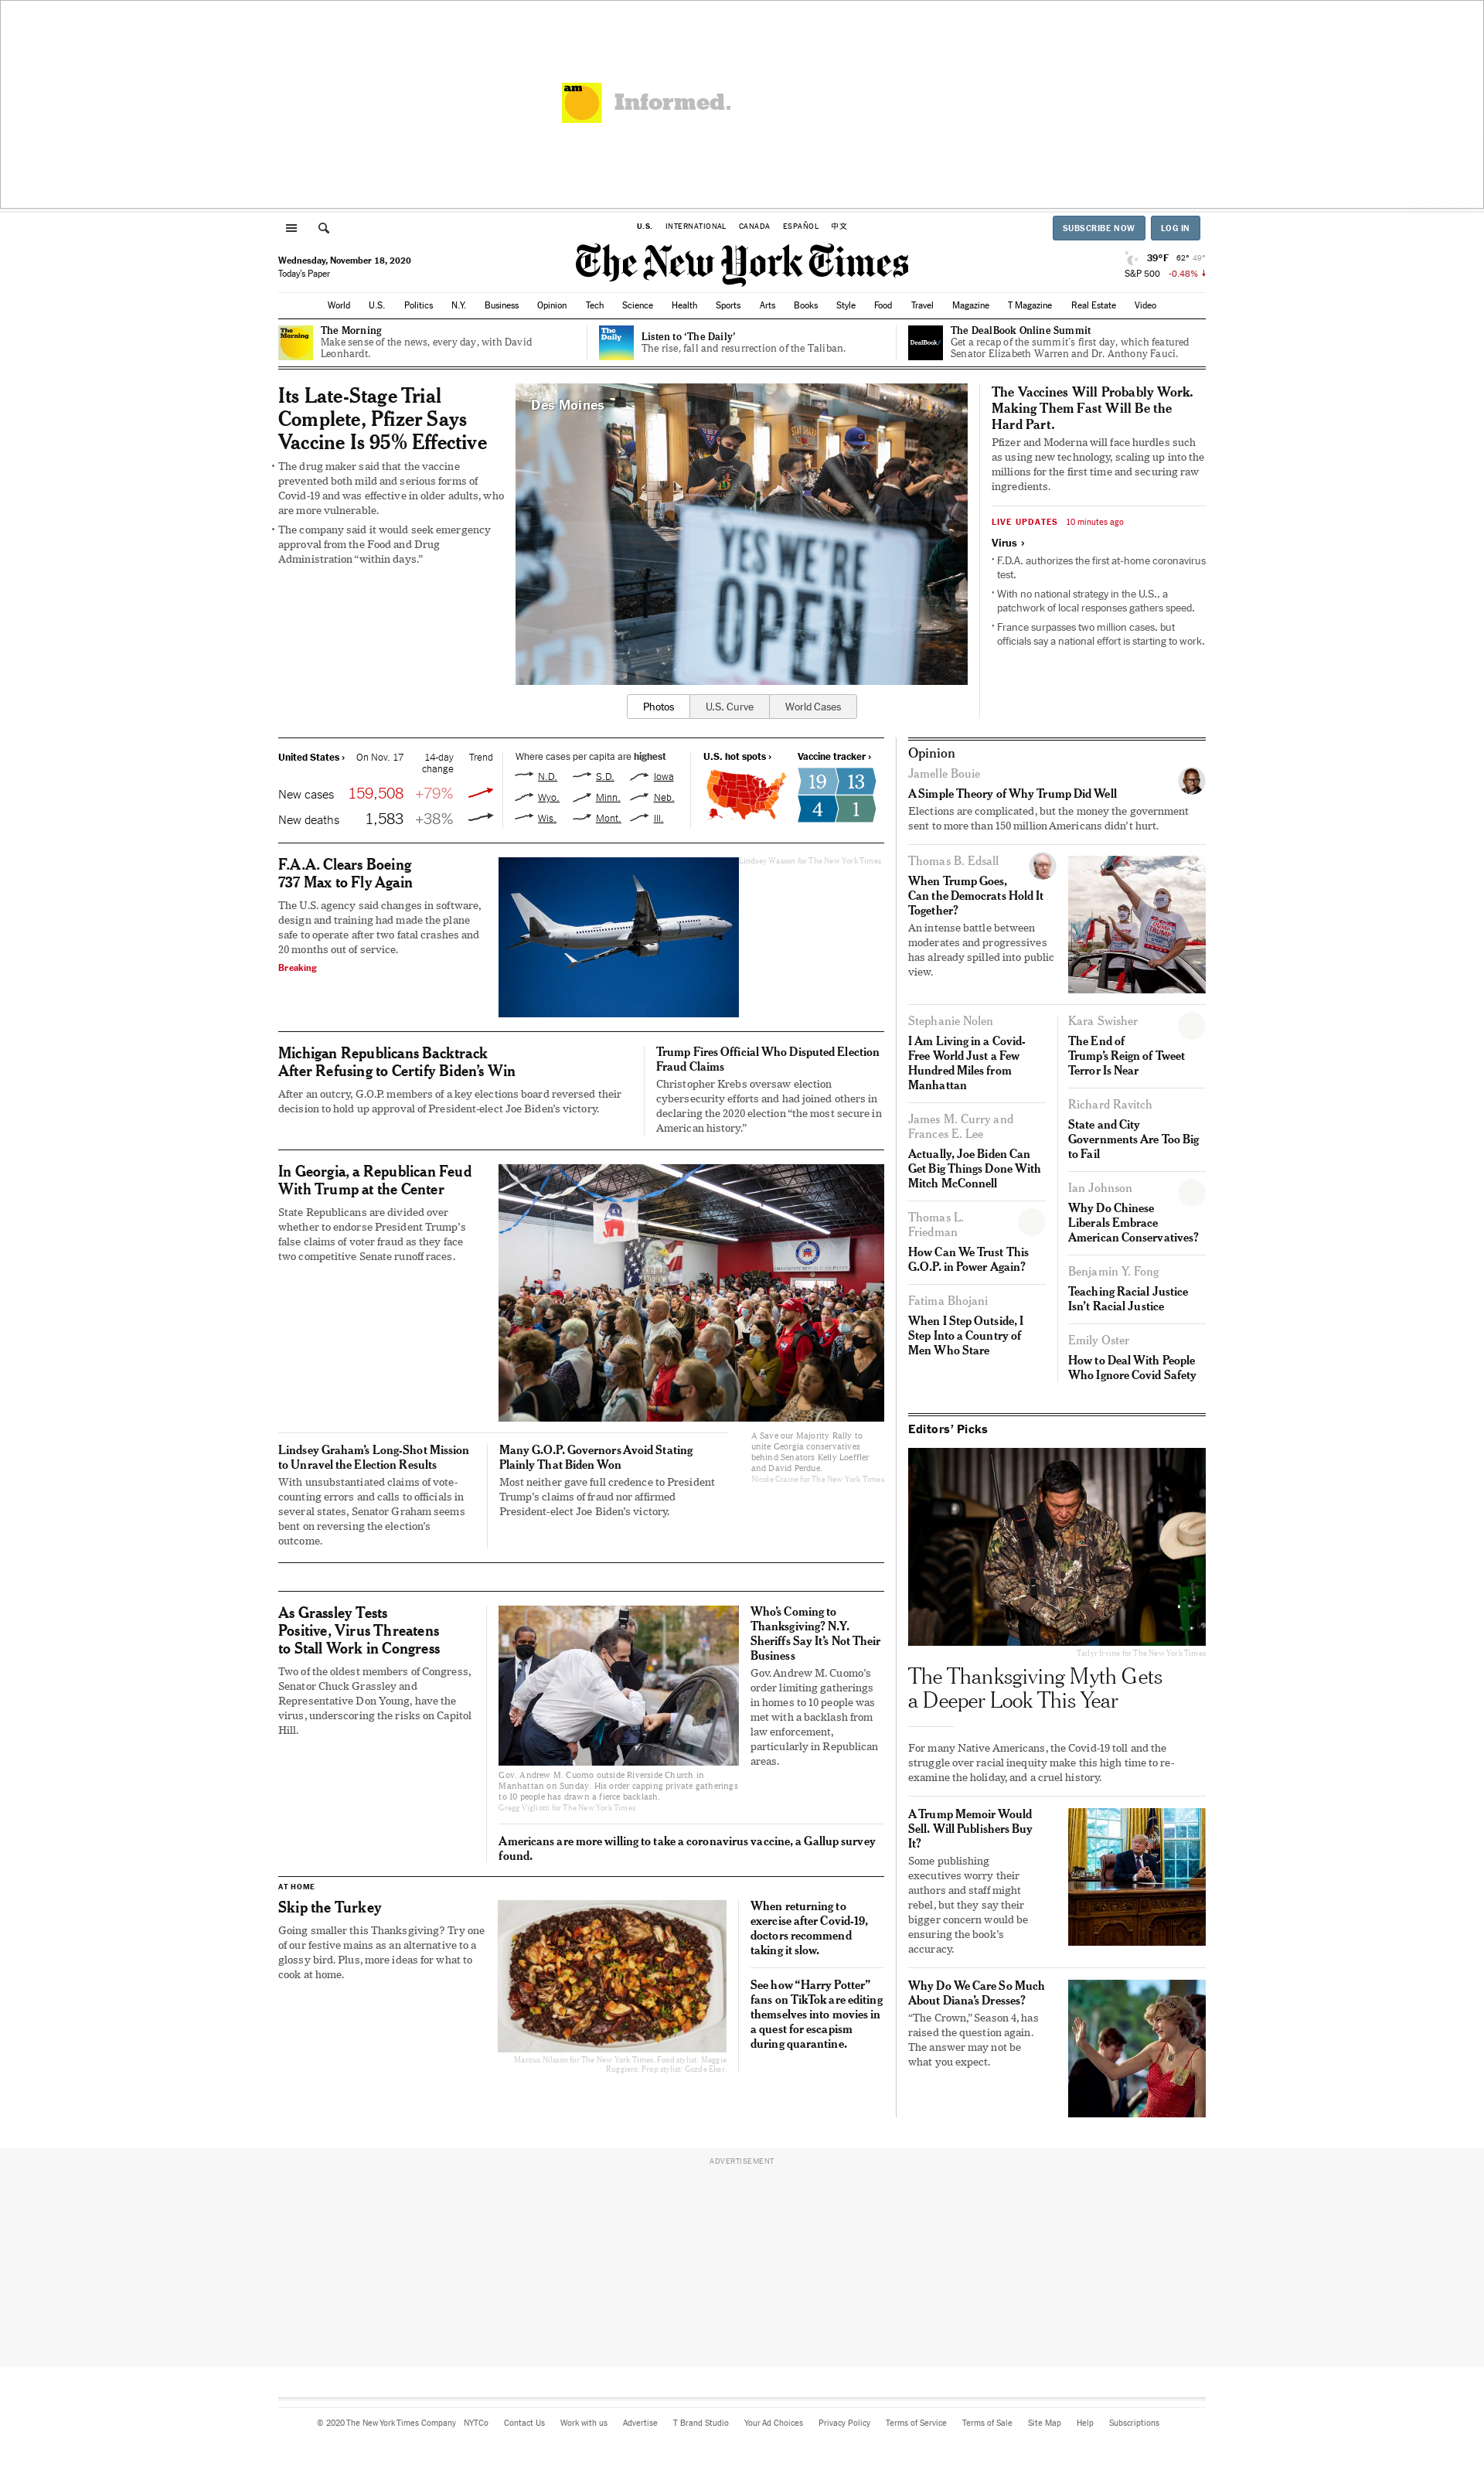 am
Informed.
U.S.
INTERNATIONAL
CANADA
ESPAÑOL
中文
SUBSCRIBE NOW
LOG IN
Wednesday, November 18, 2020
Today's Paper
The New York Times
39°F 62° 49°
S&P 500 -0.48%
World
U.S.
Politics
N.Y.
Business
Opinion
Tech
Science
Health
Sports
Arts
Books
Style
Food
Travel
Magazine
T Magazine
Real Estate
Video
The
Morning
The Morning
Make sense of the news, every day, with David
Leonhardt.
The
Daily
Listen to ‘The Daily’
The rise, fall and resurrection of the Taliban.
DealBook/
The DealBook Online Summit
Get a recap of the summit's first day, which featured
Senator Elizabeth Warren and Dr. Anthony Fauci.
Its Late-Stage Trial
Complete, Pfizer Says
Vaccine Is 95% Effective
• The drug maker said that the vaccine
prevented both mild and serious forms of
Covid-19 and was effective in older adults, who
are more vulnerable.
• The company said it would seek emergency
approval from the Food and Drug
Administration “within days.”
Des Moines
STAY SHARP
YES
WE'RE
OPEN
Photos
U.S. Curve
World Cases
The Vaccines Will Probably Work.
Making Them Fast Will Be the
Hard Part.
Pfizer and Moderna will face hurdles such
as using new technology, scaling up into the
millions for the first time and securing raw
ingredients.
LIVE UPDATES 10 minutes ago
Virus ›
• F.D.A. authorizes the first at-home coronavirus
test.
• With no national strategy in the U.S., a
patchwork of local responses gathers speed.
• France surpasses two million cases, but
officials say a national effort is starting to work.
United States › On Nov. 17 14-day
change Trend
New cases 159,508 +79%
New deaths 1,583 +38%
Where cases per capita are highest
N.D. S.D. Iowa
Wyo. Minn. Neb.
Wis. Mont. Ill.
U.S. hot spots ›
Vaccine tracker ›
19 13
4 1
F.A.A. Clears Boeing
737 Max to Fly Again
The U.S. agency said changes in software,
design and training had made the plane
safe to operate after two fatal crashes and
20 months out of service.
Breaking
Lindsey Wasson for The New York Times
Michigan Republicans Backtrack
After Refusing to Certify Biden’s Win
After an outcry, G.O.P. members of a key elections board reversed their
decision to hold up approval of President-elect Joe Biden’s victory.
Trump Fires Official Who Disputed Election
Fraud Claims
Christopher Krebs oversaw election
cybersecurity efforts and had joined others in
declaring the 2020 election “the most secure in
American history.”
In Georgia, a Republican Feud
With Trump at the Center
State Republicans are divided over
whether to endorse President Trump’s
false claims of voter fraud as they face
two competitive Senate runoff races.
A Save our Majority Rally to
unite Georgia conservatives
behind Senators Kelly Loeffler
and David Perdue.
Nicole Craine for The New York Times
Lindsey Graham’s Long-Shot Mission
to Unravel the Election Results
With unsubstantiated claims of vote-
counting errors and calls to officials in
several states, Senator Graham seems
bent on reversing the election’s
outcome.
Many G.O.P. Governors Avoid Stating
Plainly That Biden Won
Most neither gave full credence to President
Trump’s claims of fraud nor affirmed
President-elect Joe Biden’s victory.
As Grassley Tests
Positive, Virus Threatens
to Stall Work in Congress
Two of the oldest members of Congress,
Senator Chuck Grassley and
Representative Don Young, have the
virus, underscoring the risks on Capitol
Hill.
Gov. Andrew M. Cuomo outside Riverside Church in
Manhattan on Sunday. His order capping private gatherings
to 10 people has drawn a fierce backlash.
Gregg Vigliotti for The New York Times
Who’s Coming to
Thanksgiving? N.Y.
Sheriffs Say It’s Not Their
Business
Gov. Andrew M. Cuomo’s
order limiting gatherings
in homes to 10 people was
met with a backlash from
law enforcement,
particularly in Republican
areas.
Americans are more willing to take a coronavirus vaccine, a Gallup survey
found.
AT HOME
Skip the Turkey
Going smaller this Thanksgiving? Try one
of our festive mains as an alternative to a
glossy bird. Plus, more ideas for what to
cook at home.
Marcus Nilsson for The New York Times. Food stylist: Maggie
Ruggiero. Prop stylist: Gozde Eker.
When returning to
exercise after Covid-19,
doctors recommend
taking it slow.
See how “Harry Potter”
fans on TikTok are editing
themselves into movies in
a quest for escapism
during quarantine.
Opinion
Jamelle Bouie
A Simple Theory of Why Trump Did Well
Elections are complicated, but the money the government
sent to more than 150 million Americans didn’t hurt.
Thomas B. Edsall
When Trump Goes,
Can the Democrats Hold It
Together?
An intense battle between
moderates and progressives
has already spilled into public
view.
Stephanie Nolen
I Am Living in a Covid-
Free World Just a Few
Hundred Miles from
Manhattan
James M. Curry and
Frances E. Lee
Actually, Joe Biden Can
Get Big Things Done With
Mitch McConnell
Thomas L.
Friedman
How Can We Trust This
G.O.P. in Power Again?
Fatima Bhojani
When I Step Outside, I
Step Into a Country of
Men Who Stare
Kara Swisher
The End of
Trump’s Reign of Tweet
Terror Is Near
Richard Ravitch
State and City
Governments Are Too Big
to Fail
Ian Johnson
Why Do Chinese
Liberals Embrace
American Conservatives?
Benjamin Y. Fong
Teaching Racial Justice
Isn’t Racial Justice
Emily Oster
How to Deal With People
Who Ignore Covid Safety
Editors’ Picks
Tailyr Irvine for The New York Times
The Thanksgiving Myth Gets
a Deeper Look This Year
For many Native Americans, the Covid-19 toll and the
struggle over racial inequity make this high time to re-
examine the holiday, and a cruel history.
A Trump Memoir Would
Sell. Will Publishers Buy
It?
Some publishing
executives worry their
authors and staff might
rebel, but they say their
bigger concern would be
ensuring the book’s
accuracy.
Why Do We Care So Much
About Diana’s Dresses?
“The Crown,” Season 4, has
raised the question again.
The answer may not be
what you expect.
ADVERTISEMENT
© 2020 The New York Times Company
NYTCo
Contact Us
Work with us
Advertise
T Brand Studio
Your Ad Choices
Privacy Policy
Terms of Service
Terms of Sale
Site Map
Help
Subscriptions